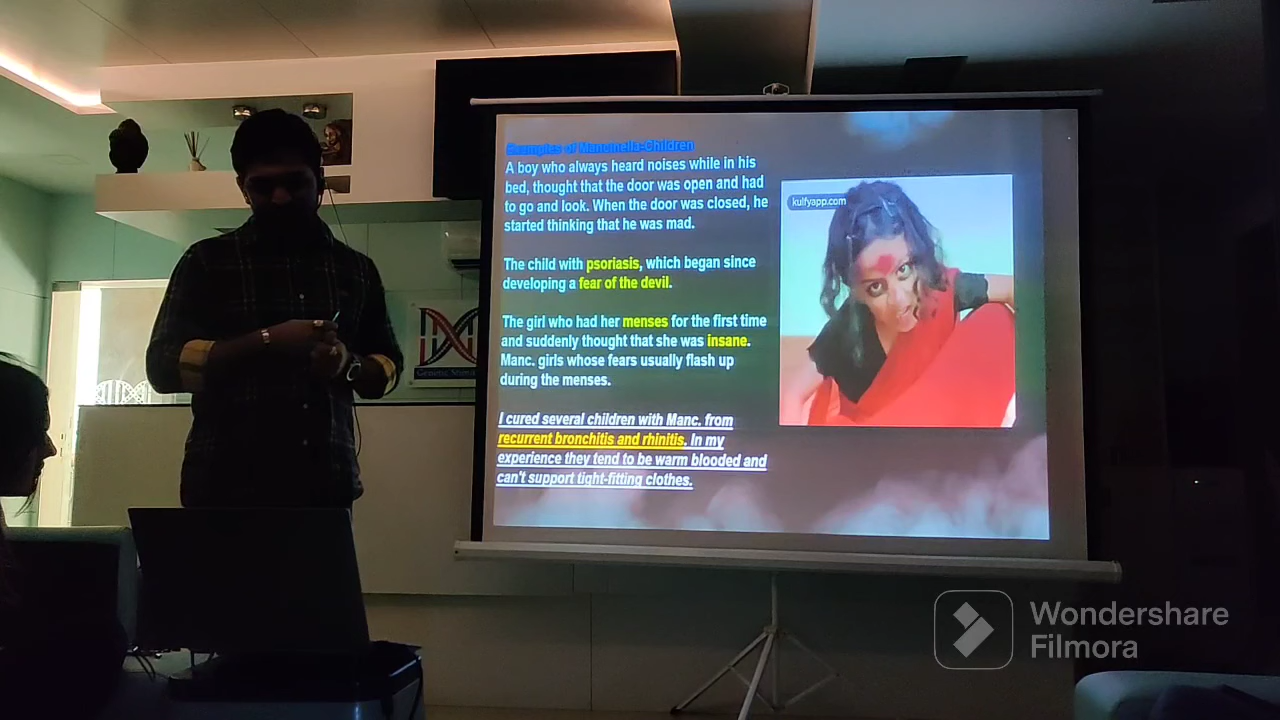 Examples of Mancinella-Children
A boy who always heard noises while in his
bed, thought that the door was open and had
to go and look. When the door was closed, he
started thinking that he was mad.
The child with psoriasis, which began since
developing a fear of the devil.
The girl who had her menses for the first time
and suddenly thought that she was insane.
Manc. girls whose fears usually flash up
during the menses.
I cured several children with Manc. from
recurrent bronchitis and rhinitis. In my
experience they tend to be warm blooded and
can't support tight-fitting clothes.
kulfyapp.com
Wondershare
Filmora